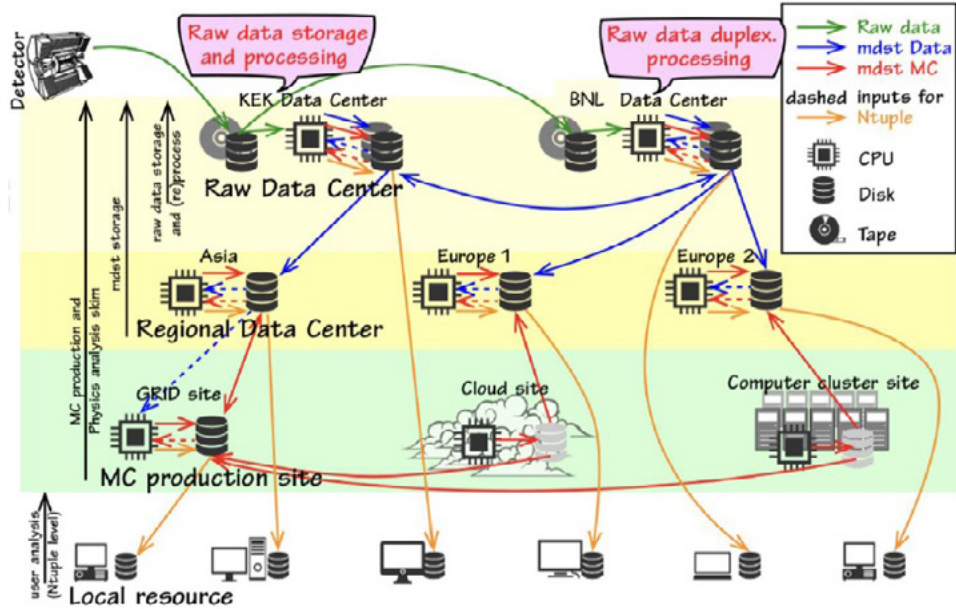 Detector
Raw data storage
and processing
Raw data duplex.
processing
Raw data
mdst Data
mdst MC
dashed inputs for
Ntuple
CPU
Disk
Tape
KEK Data Center
BNL Data Center
Raw Data Center
raw data storage
and (re)process
mdst storage
MC production and
Physics analysis skim
Asia
Europe 1
Europe 2
Regional Data Center
GRID site
Cloud site
Computer cluster site
MC production site
user analysis
(Ntuple level)
Local resource